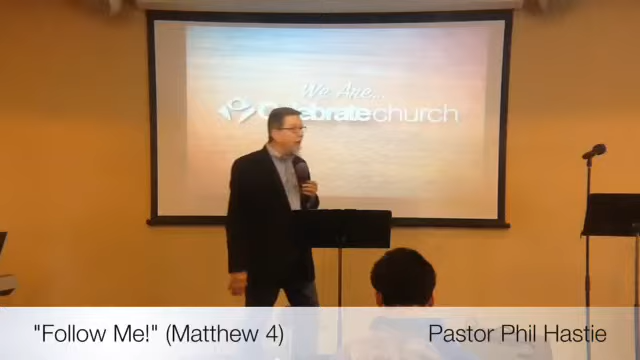 We Are...
Celebratechurch
"Follow Me!" (Matthew 4)
Pastor Phil Hastie